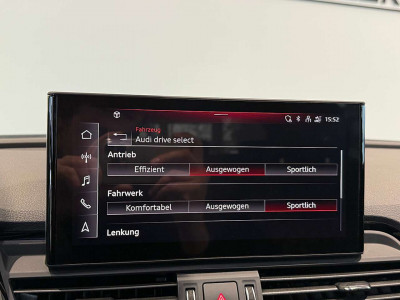 15:52
Fahrzeug
Audi drive select
Antrieb
Effizient Ausgewogen Sportlich
Fahrwerk
Komfortabel Ausgewogen Sportlich
Lenkung